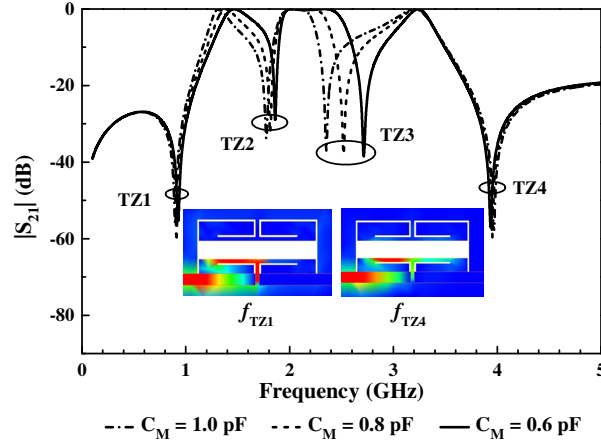 0
-20
-40
-60
-80
|S21| (dB)
TZ1
TZ2
TZ3
TZ4
fTZ1
fTZ4
0 1 2 3 4 5
Frequency (GHz)
CM = 1.0 pF CM = 0.8 pF CM = 0.6 pF